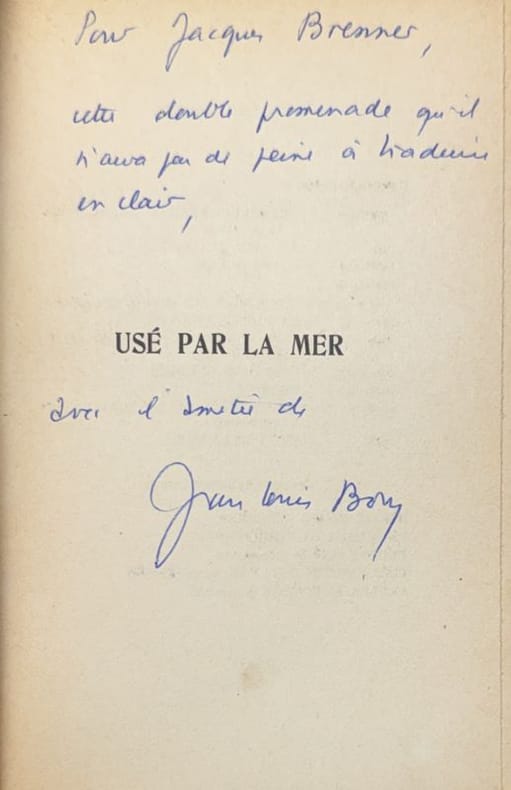 Pour Jacques Brenner,
cette double promenade qu'il
n'aura pas de peine à traduire
en clair,
USÉ PAR LA MER
avec l'amitié de
Jean Louis Bory